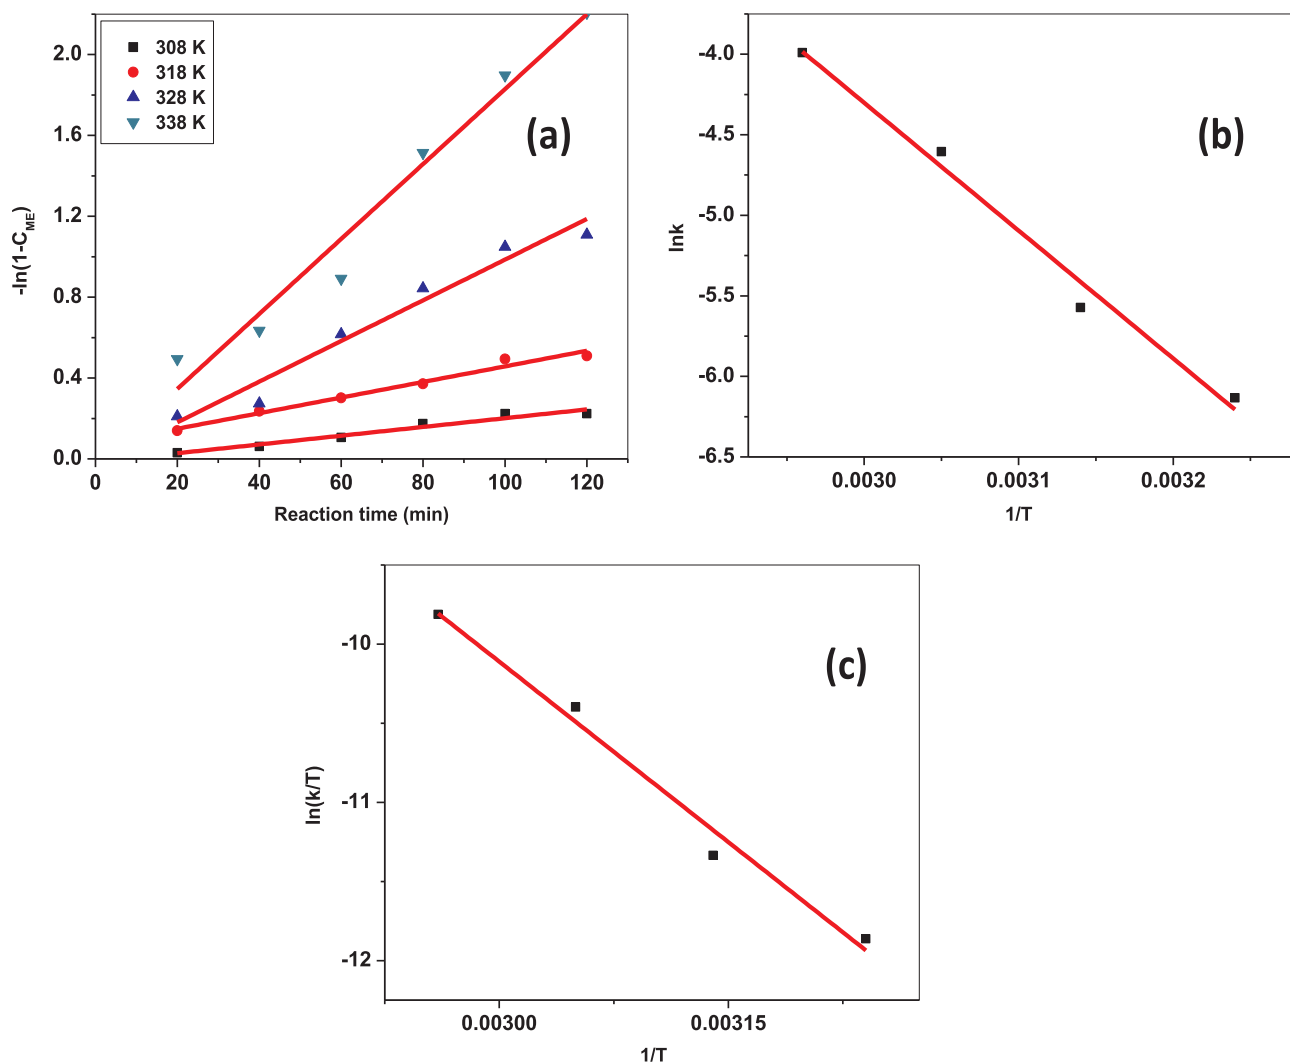 308 K
318 K
328 K
338 K
(a)
-ln(1-C_ME)
2.0
1.6
1.2
0.8
0.4
0.0
0 20 40 60 80 100 120
Reaction time (min)
(b)
lnk
-4.0
-4.5
-5.0
-5.5
-6.0
-6.5
0.0030 0.0031 0.0032
1/T
(c)
ln(k/T)
-10
-11
-12
0.00300 0.00315
1/T